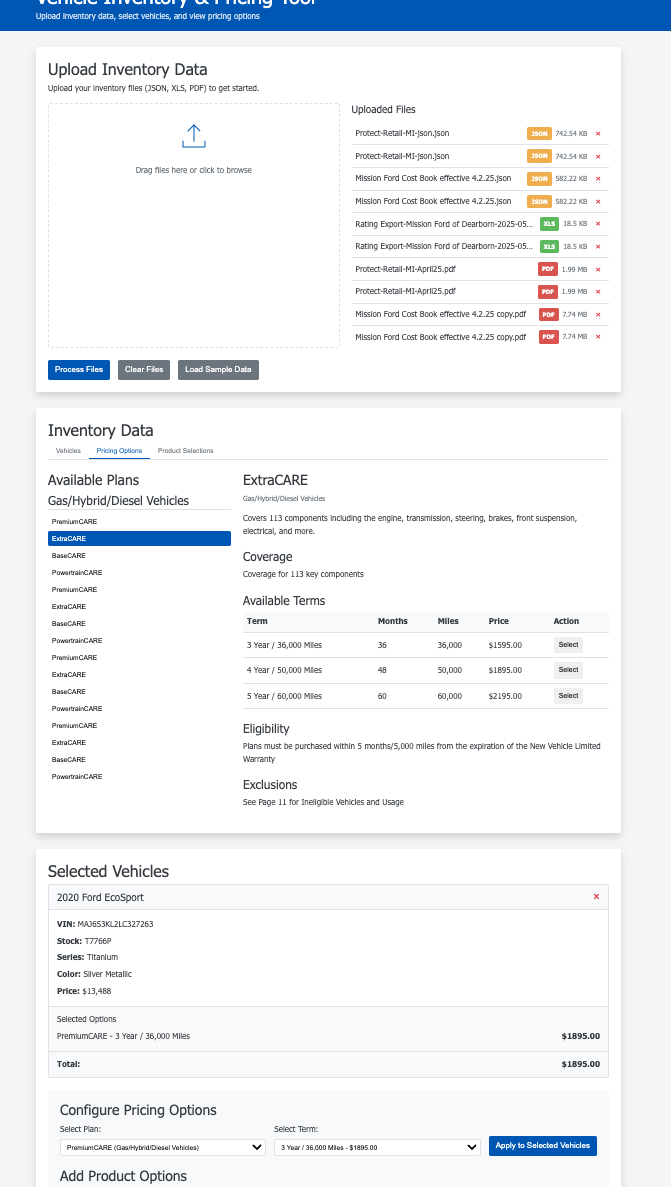 Vehicle Inventory & Pricing Tool
Upload inventory data, select vehicles, and view pricing options
Upload Inventory Data
Upload your inventory files (JSON, XLS, PDF) to get started.
Drag files here or click to browse
Uploaded Files
Protect-Retail-MI-json.json JSON 742.54 KB ×
Protect-Retail-MI-json.json JSON 742.54 KB ×
Mission Ford Cost Book effective 4.2.25.json JSON 582.22 KB ×
Mission Ford Cost Book effective 4.2.25.json JSON 582.22 KB ×
Rating Export-Mission Ford of Dearborn-2025-05... XLS 18.5 KB ×
Rating Export-Mission Ford of Dearborn-2025-05... XLS 18.5 KB ×
Protect-Retail-MI-April25.pdf PDF 1.99 MB ×
Protect-Retail-MI-April25.pdf PDF 1.99 MB ×
Mission Ford Cost Book effective 4.2.25 copy.pdf PDF 7.74 MB ×
Mission Ford Cost Book effective 4.2.25 copy.pdf PDF 7.74 MB ×
Process Files Clear Files Load Sample Data
Inventory Data
Vehicles Pricing Options Product Selections
Available Plans
Gas/Hybrid/Diesel Vehicles
PremiumCARE
ExtraCARE
BaseCARE
PowertrainCARE
PremiumCARE
ExtraCARE
BaseCARE
PowertrainCARE
PremiumCARE
ExtraCARE
BaseCARE
PowertrainCARE
PremiumCARE
ExtraCARE
BaseCARE
PowertrainCARE
ExtraCARE
Gas/Hybrid/Diesel Vehicles
Covers 113 components including the engine, transmission, steering, brakes, front suspension,
electrical, and more.
Coverage
Coverage for 113 key components
Available Terms
Term Months Miles Price Action
3 Year / 36,000 Miles 36 36,000 $1595.00 Select
4 Year / 50,000 Miles 48 50,000 $1895.00 Select
5 Year / 60,000 Miles 60 60,000 $2195.00 Select
Eligibility
Plans must be purchased within 5 months/5,000 miles from the expiration of the New Vehicle Limited
Warranty
Exclusions
See Page 11 for Ineligible Vehicles and Usage
Selected Vehicles
2020 Ford EcoSport ×
VIN: MAJ6S3KL2LC327263
Stock: T7766P
Series: Titanium
Color: Silver Metallic
Price: $13,488
Selected Options
PremiumCARE - 3 Year / 36,000 Miles $1895.00
Total: $1895.00
Configure Pricing Options
Select Plan: Select Term:
PremiumCARE (Gas/Hybrid/Diesel Vehicles) 3 Year / 36,000 Miles - $1895.00 Apply to Selected Vehicles
Add Product Options